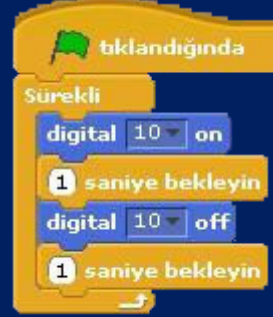 tıklandığında
Sürekli
digital 10 on
1 saniye bekleyin
digital 10 off
1 saniye bekleyin